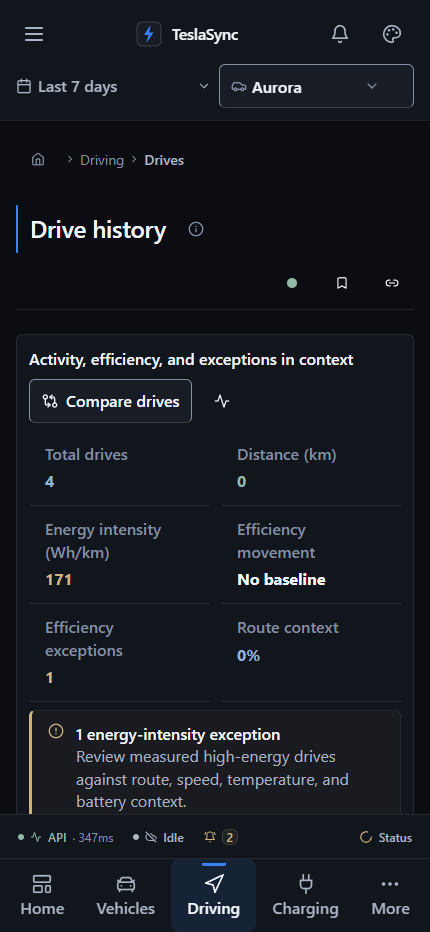 TeslaSync
Last 7 days
Aurora
Driving
Drives
Drive history
Activity, efficiency, and exceptions in context
Compare drives
Total drives
4
Distance (km)
0
Energy intensity
(Wh/km)
171
Efficiency
movement
No baseline
Efficiency
exceptions
1
Route context
0%
1 energy-intensity exception
Review measured high-energy drives
against route, speed, temperature, and
battery context.
API · 347ms
Idle
2
Status
Home
Vehicles
Driving
Charging
More